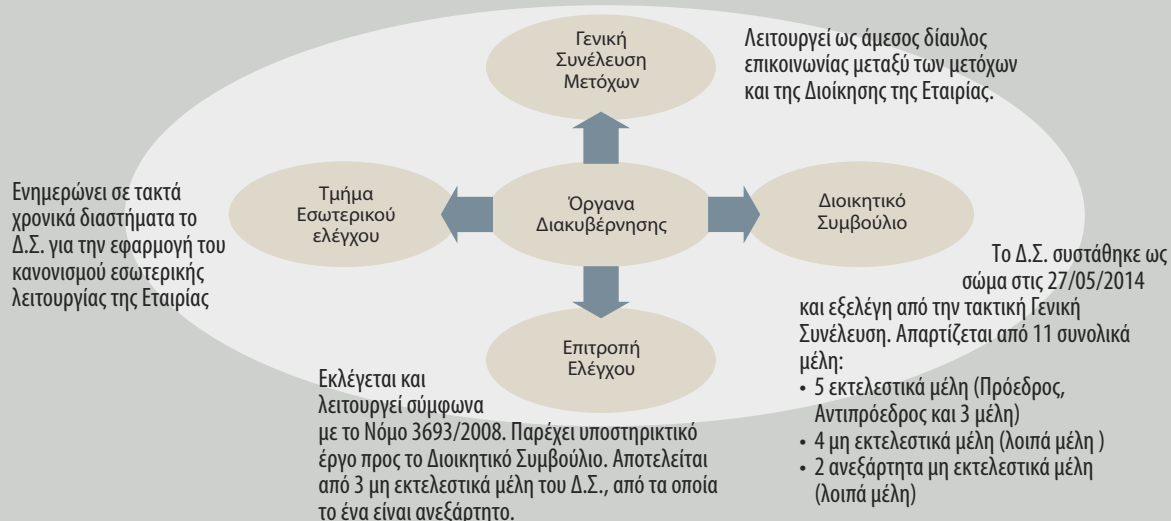 Γενική
Συνέλευση
Μετόχων
Λειτουργεί ως άμεσος δίαυλος
επικοινωνίας μεταξύ των μετόχων
και της Διοίκησης της Εταιρίας.
Ενημερώνει σε τακτά
χρονικά διαστήματα το
Δ.Σ. για την εφαρμογή του
κανονισμού εσωτερικής
λειτουργίας της Εταιρίας
Τμήμα
Εσωτερικού
ελέγχου
Όργανα
Διακυβέρνησης
Διοικητικό
Συμβούλιο
Το Δ.Σ. συστάθηκε ως
σώμα στις 27/05/2014
και εξελέγη από την τακτική Γενική
Συνέλευση. Απαρτίζεται από 11 συνολικά
μέλη:
• 5 εκτελεστικά μέλη (Πρόεδρος,
Αντιπρόεδρος και 3 μέλη)
• 4 μη εκτελεστικά μέλη (λοιπά μέλη )
• 2 ανεξάρτητα μη εκτελεστικά μέλη
(λοιπά μέλη)
Επιτροπή
Ελέγχου
Εκλέγεται και
λειτουργεί σύμφωνα
με το Νόμο 3693/2008. Παρέχει υποστηρικτικό
έργο προς το Διοικητικό Συμβούλιο. Αποτελείται
από 3 μη εκτελεστικά μέλη του Δ.Σ., από τα οποία
το ένα είναι ανεξάρτητο.